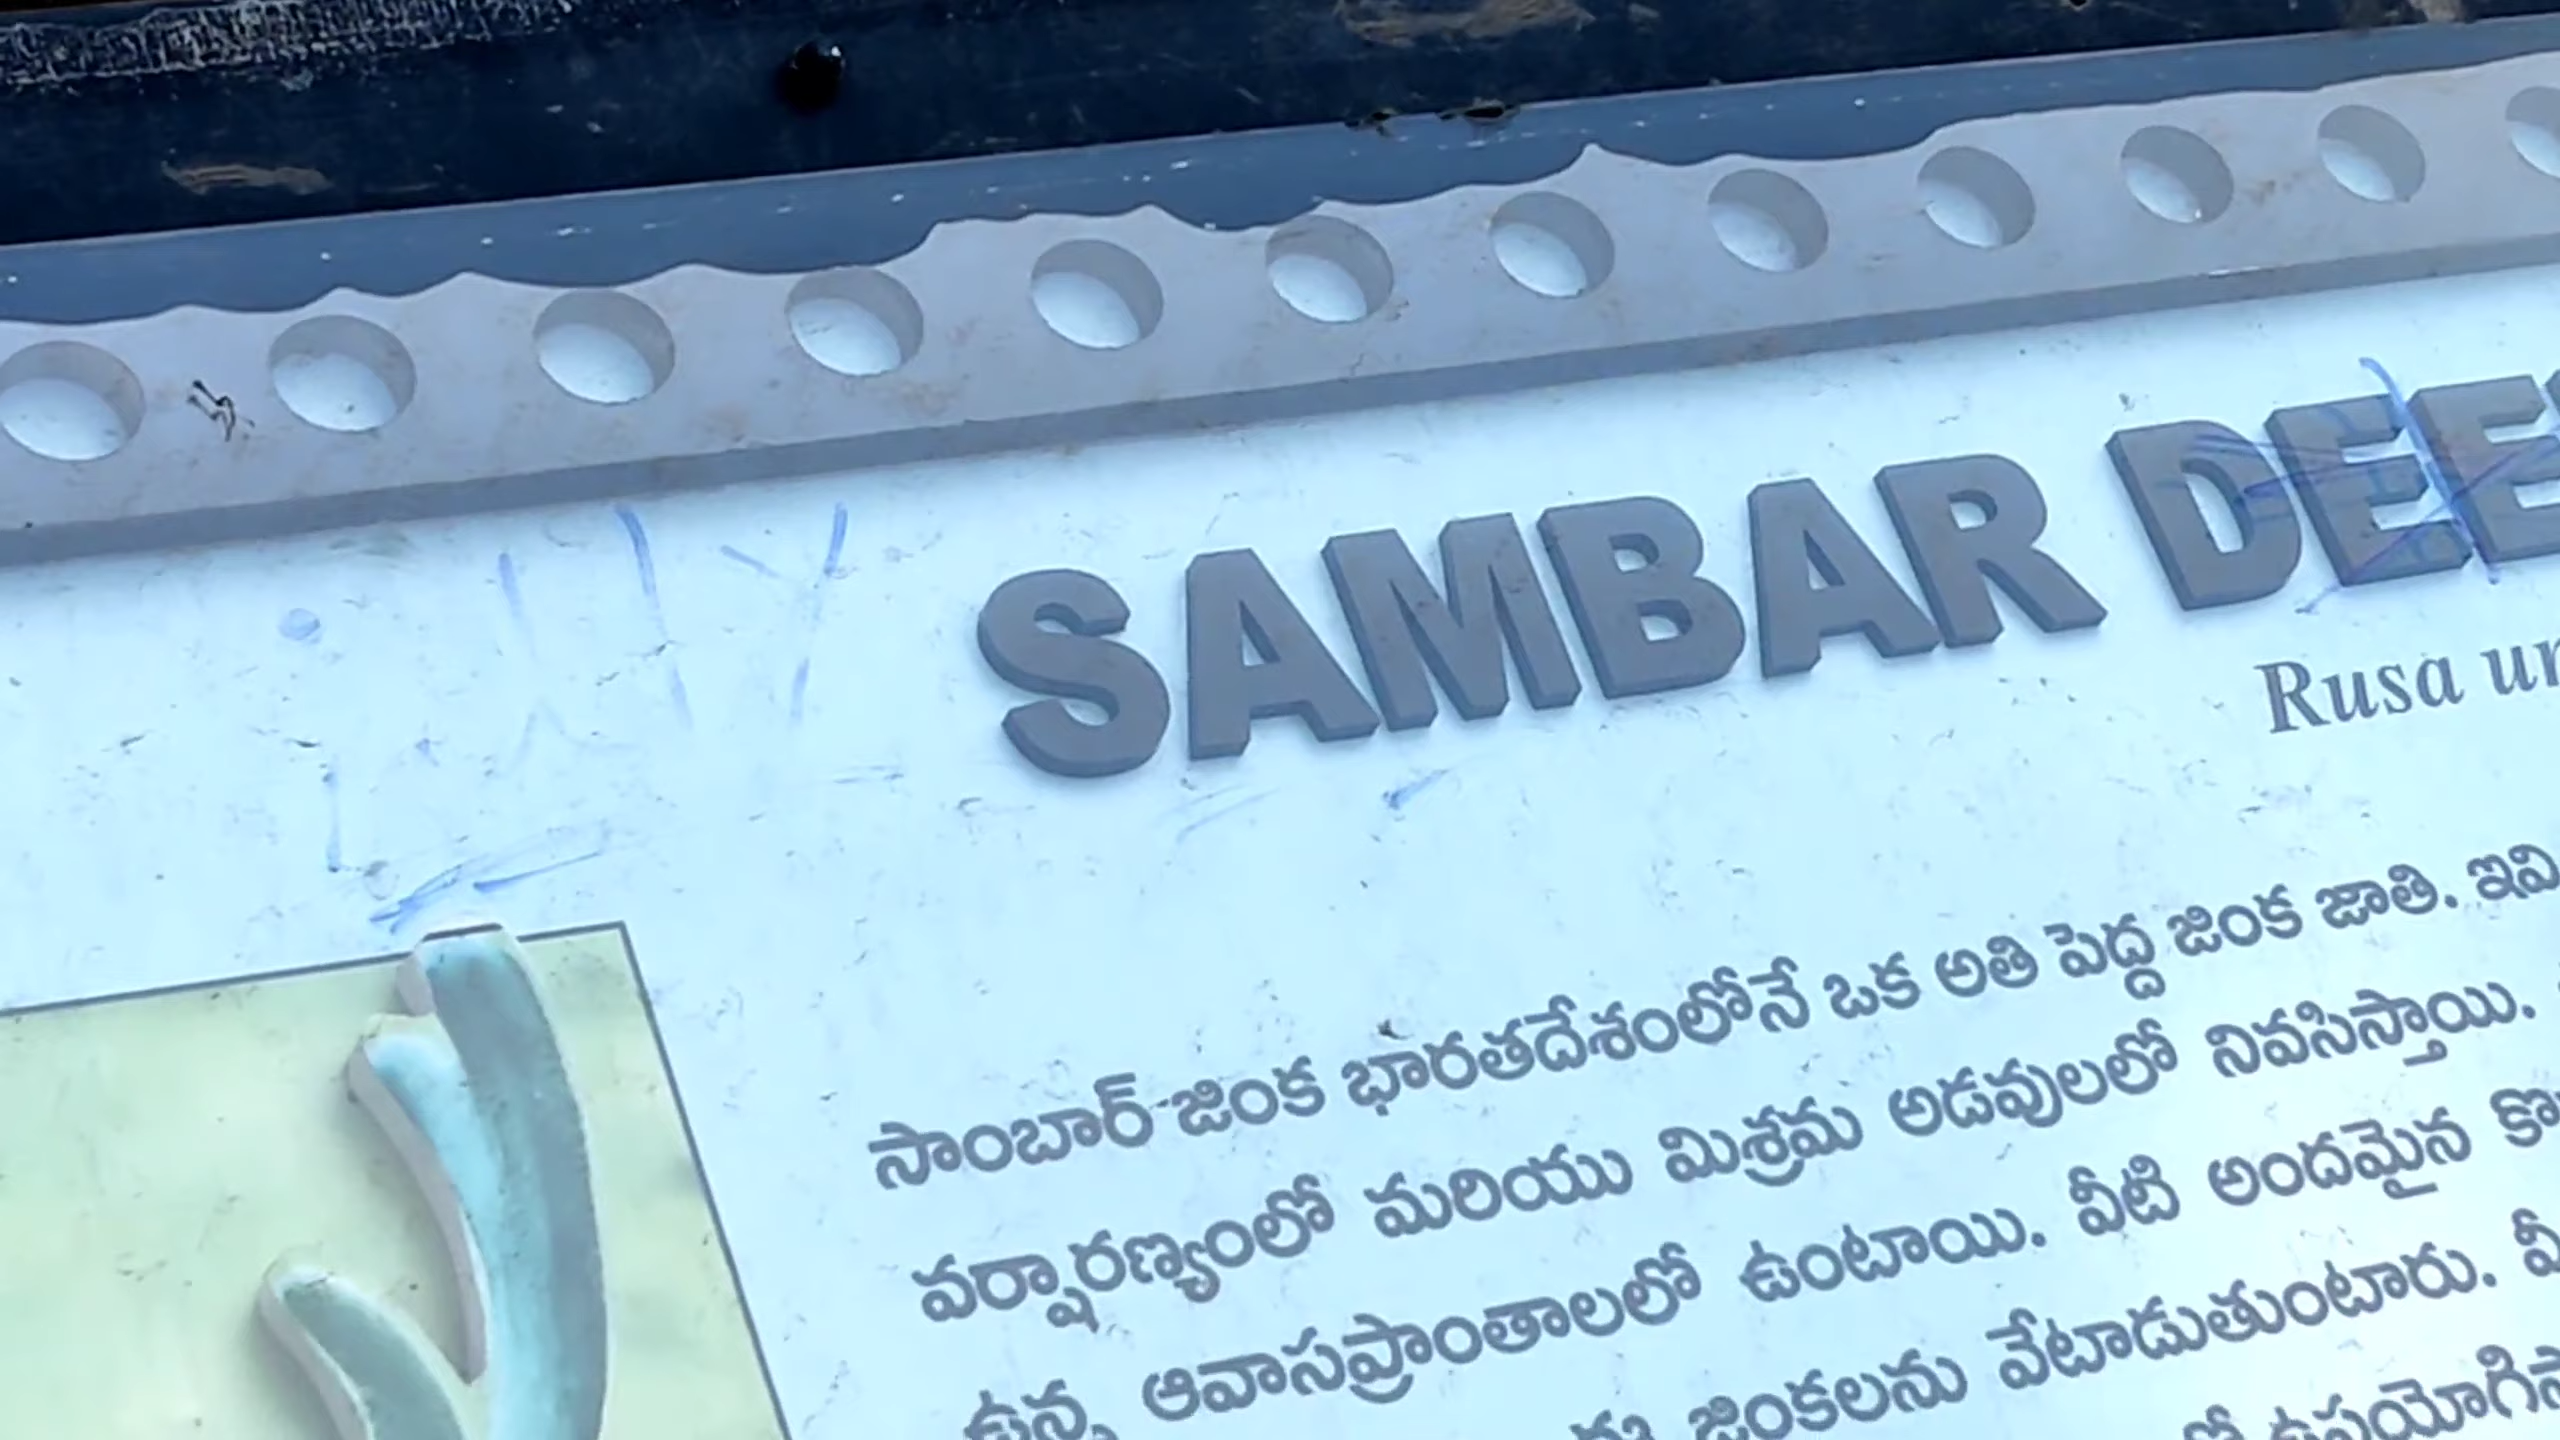 SAMBAR DEE
Rusa un
సాంబార్ జింక భారతదేశంలోనే ఒక అతి పెద్ద జింక జాతి. ఇవి
వర్షారణ్యంలో మరియు మిశ్రమ అడవులలో నివసిస్తాయి.
ఉన్న ఆవాసప్రాంతాలలో ఉంటాయి. వీటి అందమైన
ఈ జింకలను వేటాడుతుంటారు.